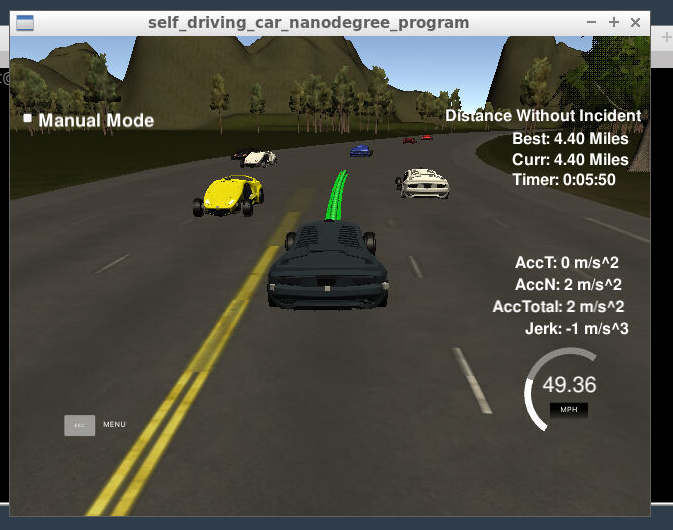 self_driving_car_nanodegree_program
Manual Mode
Distance Without Incident
Best: 4.40 Miles
Curr: 4.40 Miles
Timer: 0:05:50
AccT: 0 m/s^2
AccN: 2 m/s^2
AccTotal: 2 m/s^2
Jerk: -1 m/s^3
49.36
MPH
ESC MENU